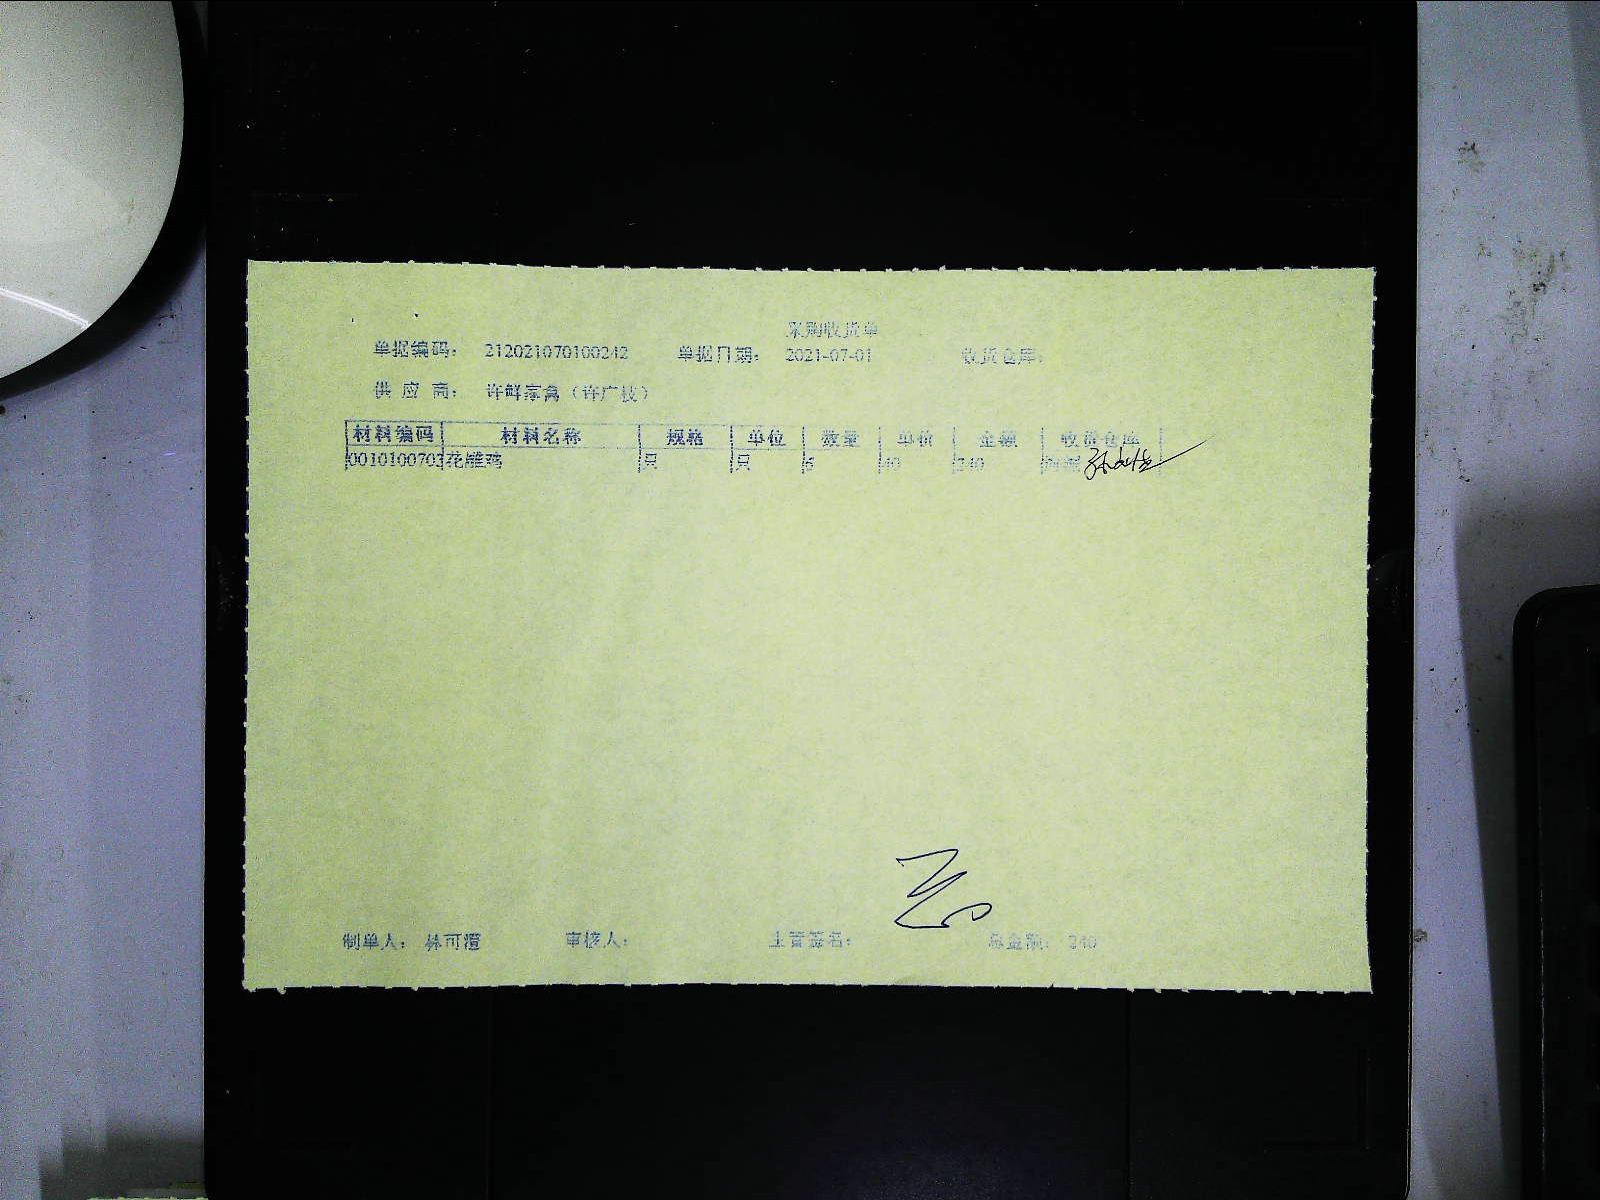 采购收货单
单据编码： 212021070100242 单据日期： 2021-07-01 收货仓库：
供 应 商： 许鲜家禽（许广枝）
材料编码 材料名称 规格 单位 数量 单价 金额 收货仓库
0010100702 花雕鸡 只 只 6 40 240
制单人： 林可澄 审核人： 主管签名： 总金额： 240